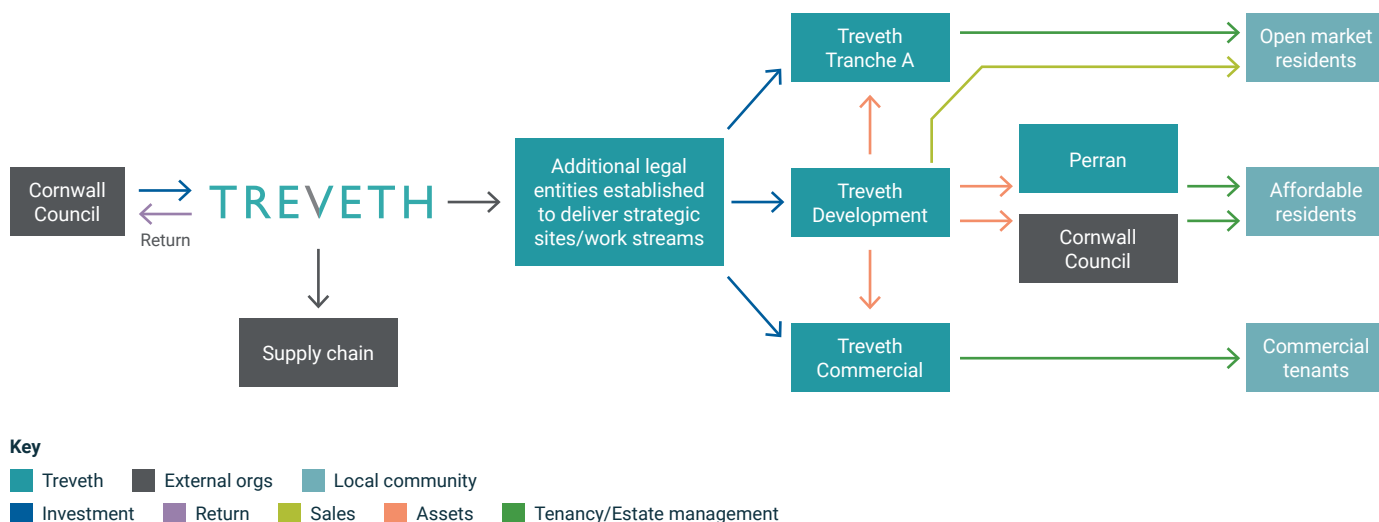 Cornwall
Council
Return
TREVETH
Supply chain
Additional legal
entities established
to deliver strategic
sites/work streams
Treveth
Tranche A
Treveth
Development
Treveth
Commercial
Perran
Cornwall
Council
Open market
residents
Affordable
residents
Commercial
tenants
Key
Treveth External orgs Local community
Investment Return Sales Assets Tenancy/Estate management